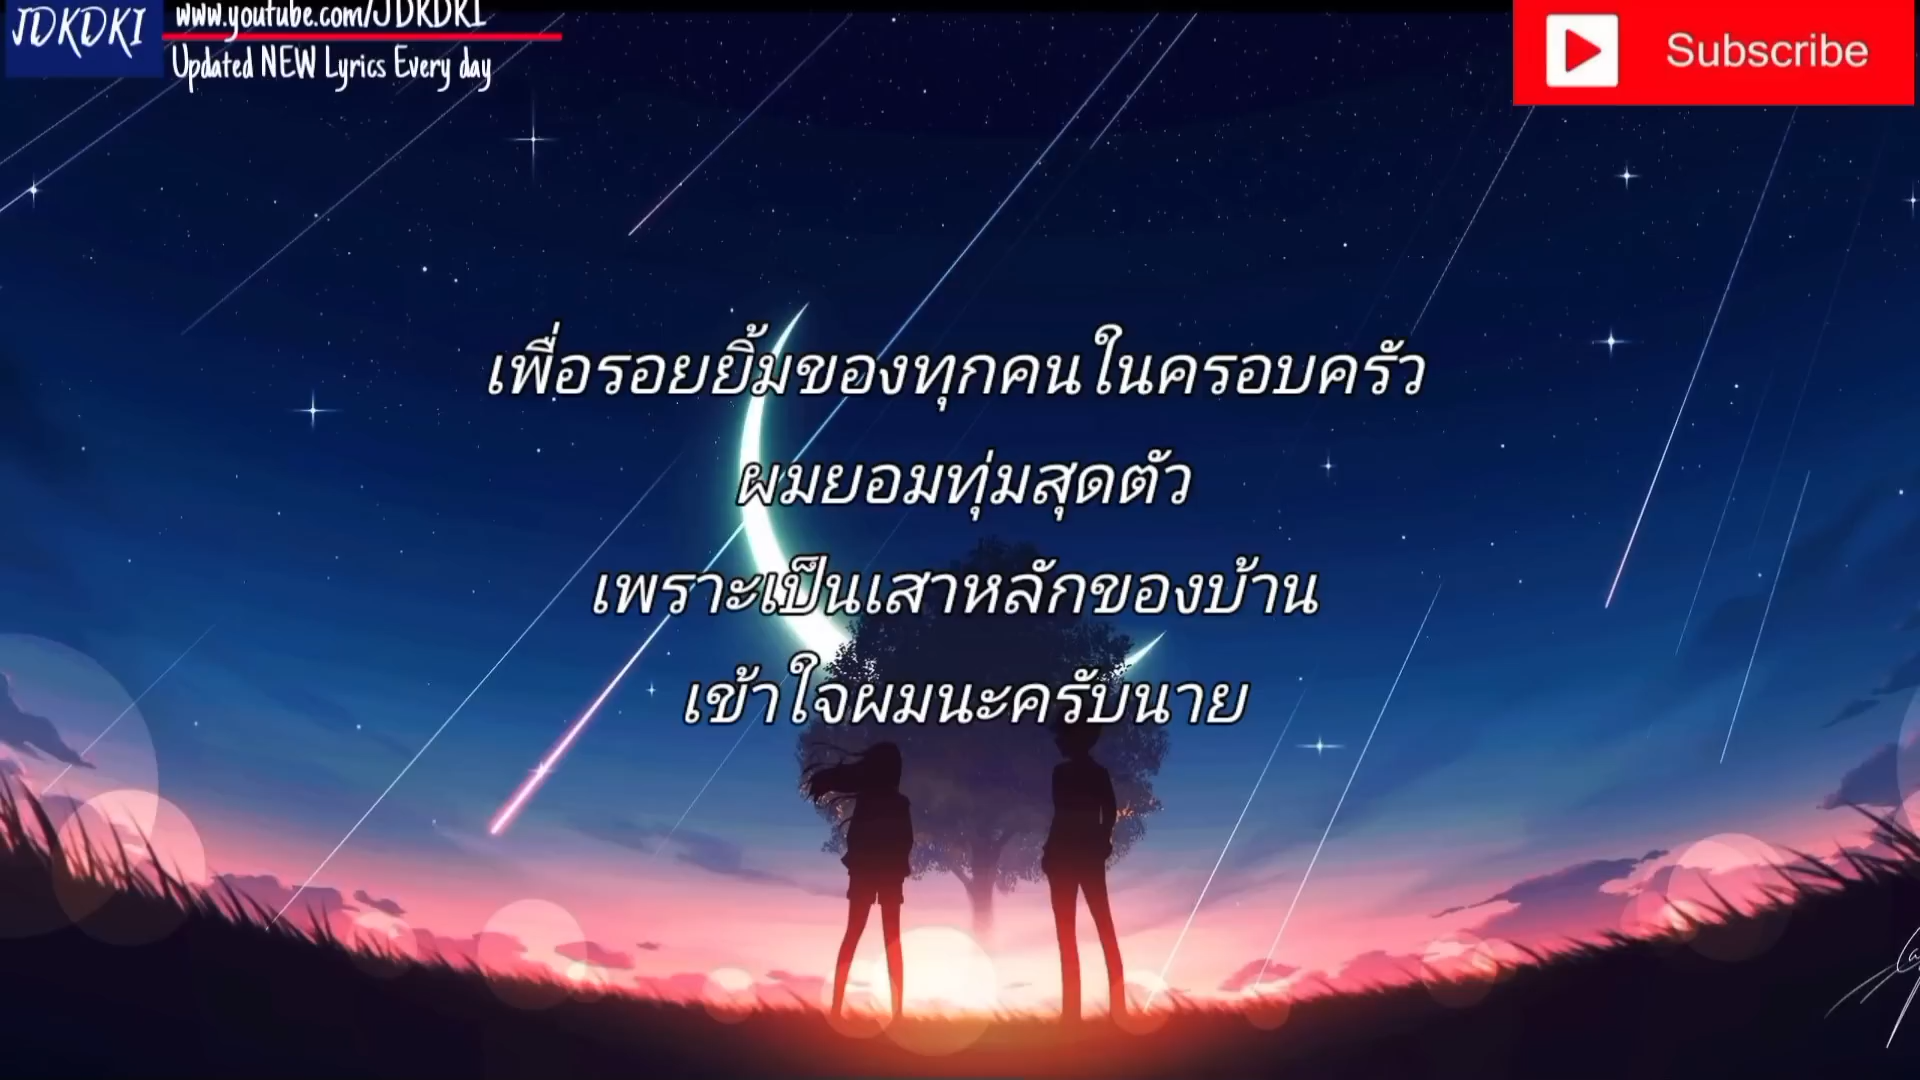 JDKDKI
www.youtube.com/JDKDKI
Updated NEW Lyrics Every day
Subscribe
เพื่อรอยยิ้มของทุกคนในครอบครัว
ผมยอมทุ่มสุดตัว
เพราะเป็นเสาหลักของบ้าน
เข้าใจผมนะครับนาย